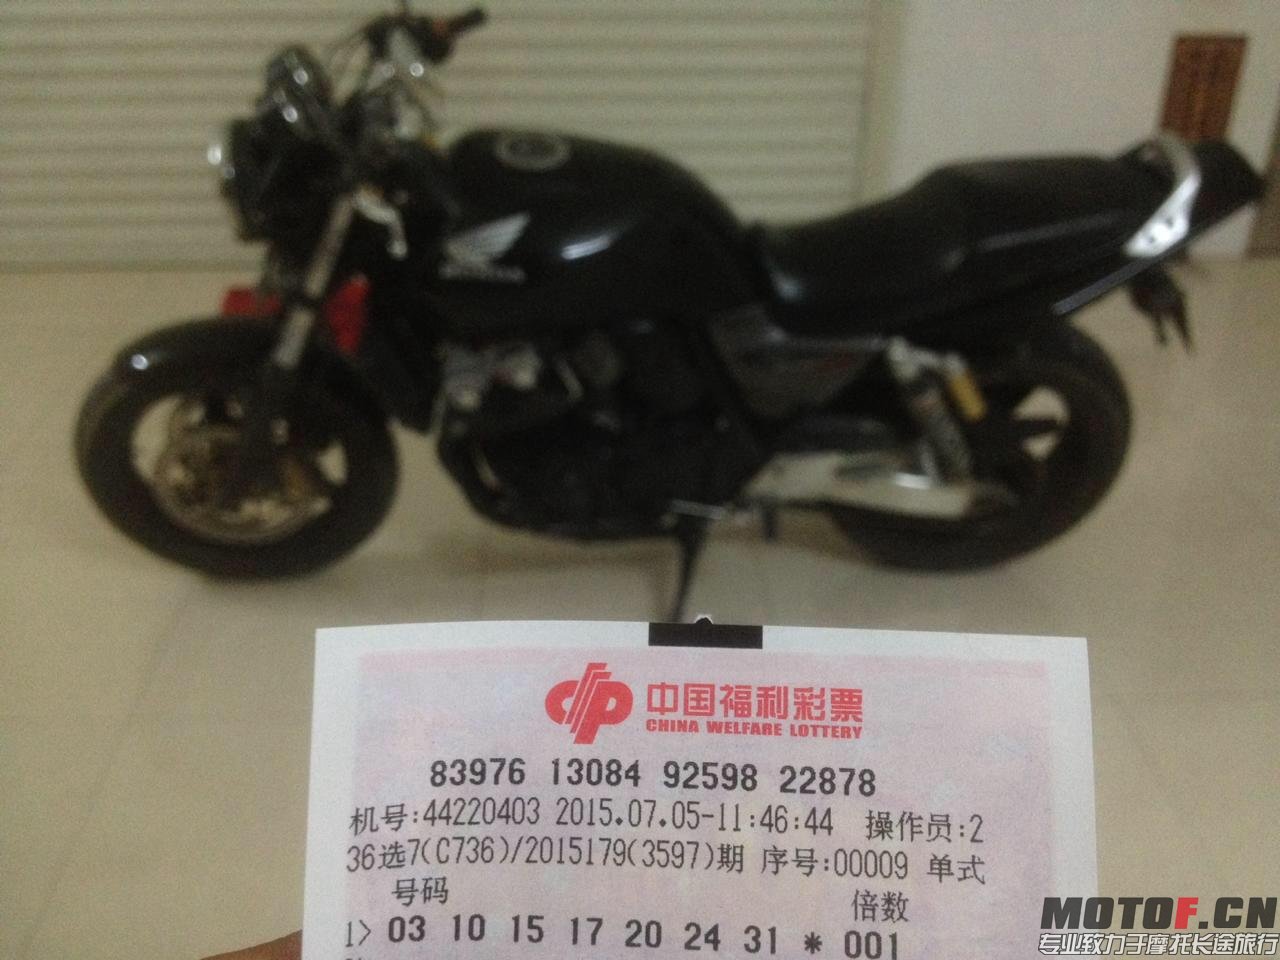 HONDA
中国福利彩票
CHINA WELFARE LOTTERY
83976 13084 92598 22878
机号:44220403 2015.07.05-11:46:44 操作员:2
36选7(C736)/2015179(3597)期 序号:00009 单式
号码 倍数
1> 03 10 15 17 20 24 31 * 001
MOTOF.CN
专业致力于摩托长途旅行